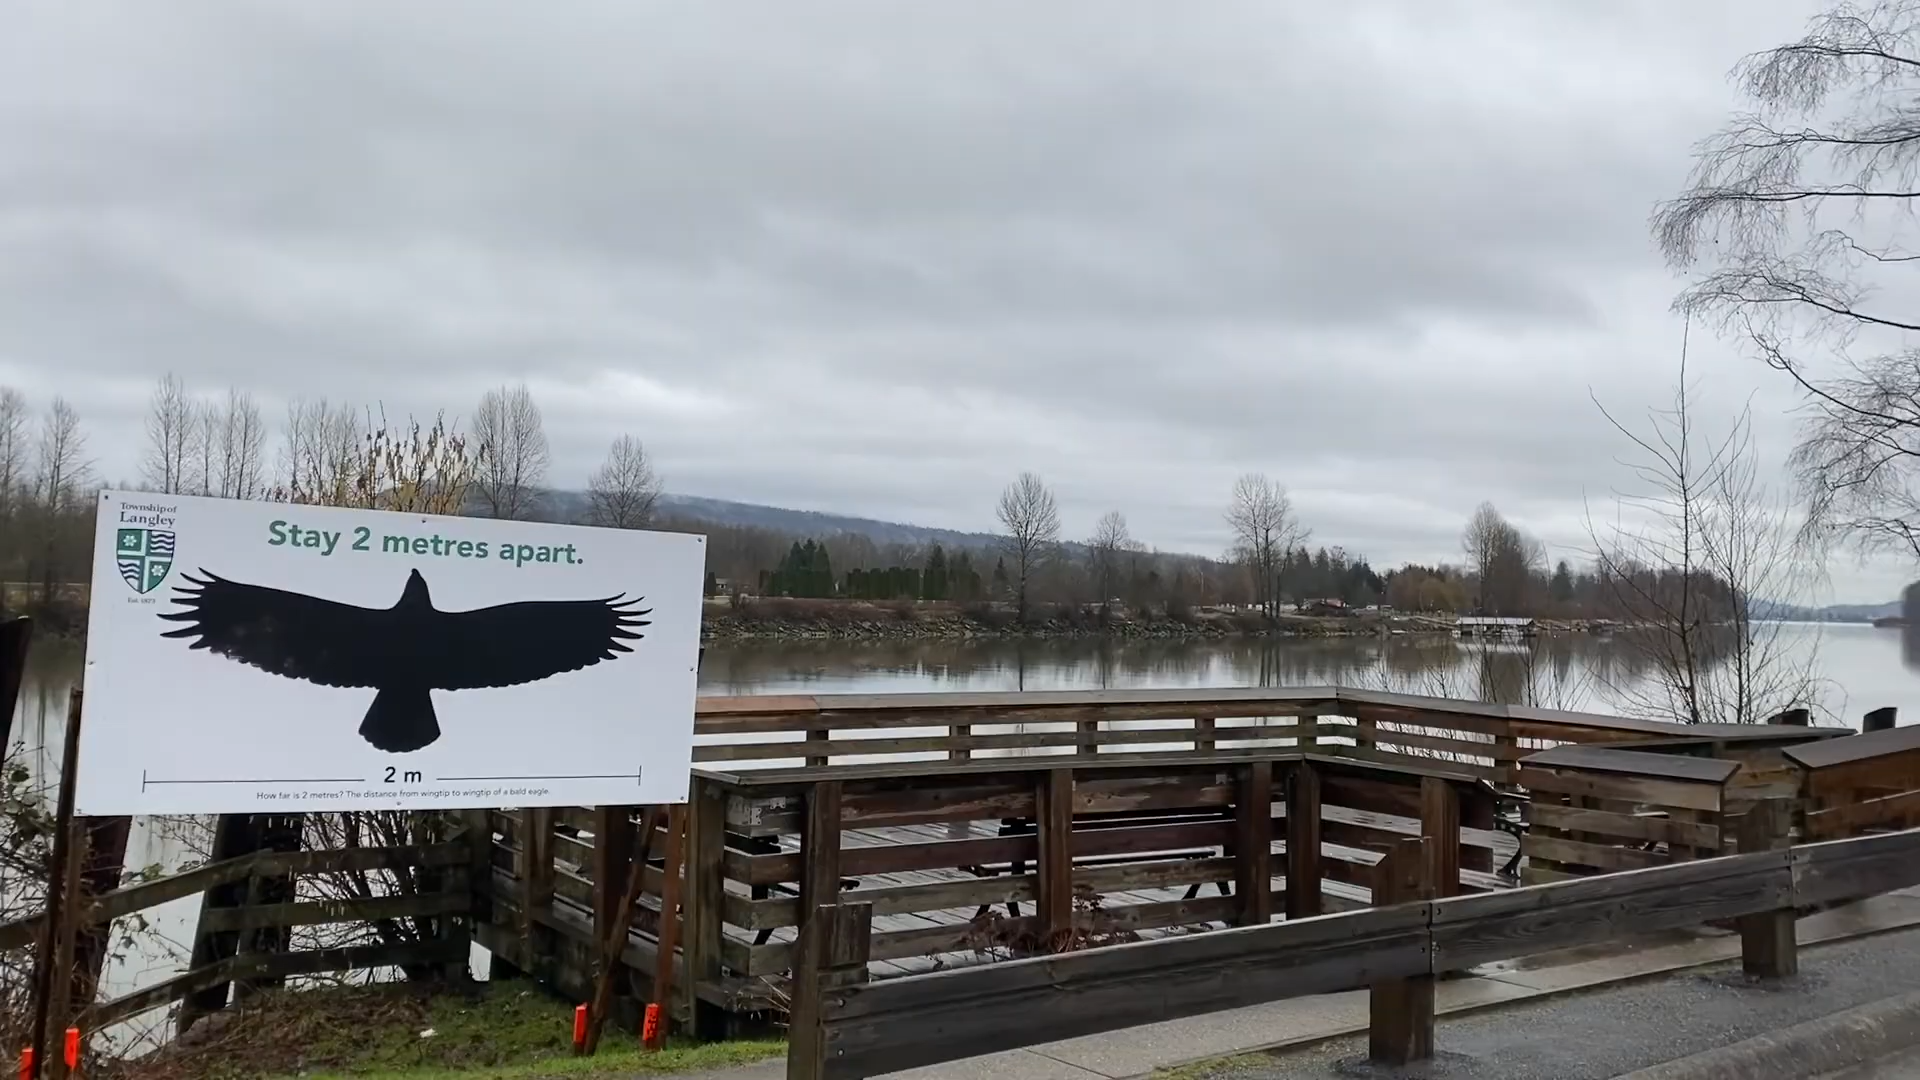 Township of
Langley
Est. 1873
Stay 2 metres apart.
2 m
How far is 2 metres? The distance from wingtip to wingtip of a bald eagle.